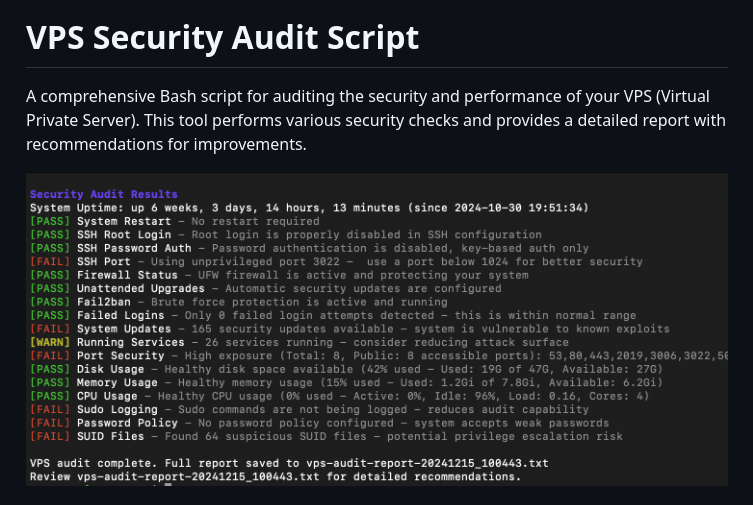 VPS Security Audit Script
A comprehensive Bash script for auditing the security and performance of your VPS (Virtual
Private Server). This tool performs various security checks and provides a detailed report with
recommendations for improvements.
Security Audit Results
System Uptime: up 6 weeks, 3 days, 14 hours, 13 minutes (since 2024-10-30 19:51:34)
[PASS] System Restart – No restart required
[PASS] SSH Root Login – Root login is properly disabled in SSH configuration
[PASS] SSH Password Auth – Password authentication is disabled, key-based auth only
[FAIL] SSH Port – Using unprivileged port 3022 – use a port below 1024 for better security
[PASS] Firewall Status – UFW firewall is active and protecting your system
[PASS] Unattended Upgrades – Automatic security updates are configured
[PASS] Fail2ban – Brute force protection is active and running
[PASS] Failed Logins – Only 0 failed login attempts detected – this is within normal range
[FAIL] System Updates – 165 security updates available – system is vulnerable to known exploits
[WARN] Running Services – 26 services running – consider reducing attack surface
[FAIL] Port Security – High exposure (Total: 8, Public: 8 accessible ports): 53,80,443,2019,3006,3022,50
[PASS] Disk Usage – Healthy disk space available (42% used – Used: 19G of 47G, Available: 27G)
[PASS] Memory Usage – Healthy memory usage (15% used – Used: 1.2Gi of 7.8Gi, Available: 6.2Gi)
[PASS] CPU Usage – Healthy CPU usage (0% used – Active: 0%, Idle: 96%, Load: 0.16, Cores: 4)
[FAIL] Sudo Logging – Sudo commands are not being logged – reduces audit capability
[FAIL] Password Policy – No password policy configured – system accepts weak passwords
[FAIL] SUID Files – Found 64 suspicious SUID files – potential privilege escalation risk
VPS audit complete. Full report saved to vps-audit-report-20241215_100443.txt
Review vps-audit-report-20241215_100443.txt for detailed recommendations.